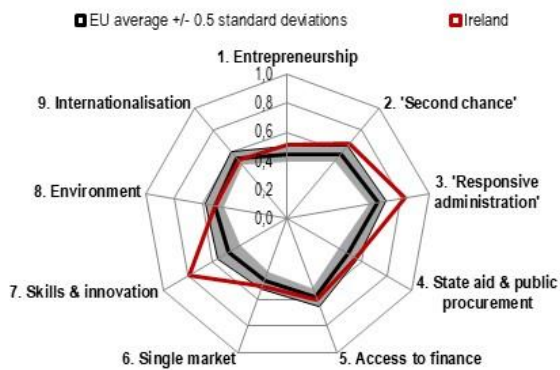 EU average +/- 0.5 standard deviations
Ireland
1. Entrepreneurship
1,0
0,8
0,6
0,4
0,2
0,0
2. 'Second chance'
3. 'Responsive
administration'
4. State aid & public
procurement
5. Access to finance
6. Single market
7. Skills & innovation
8. Environment
9. Internationalisation